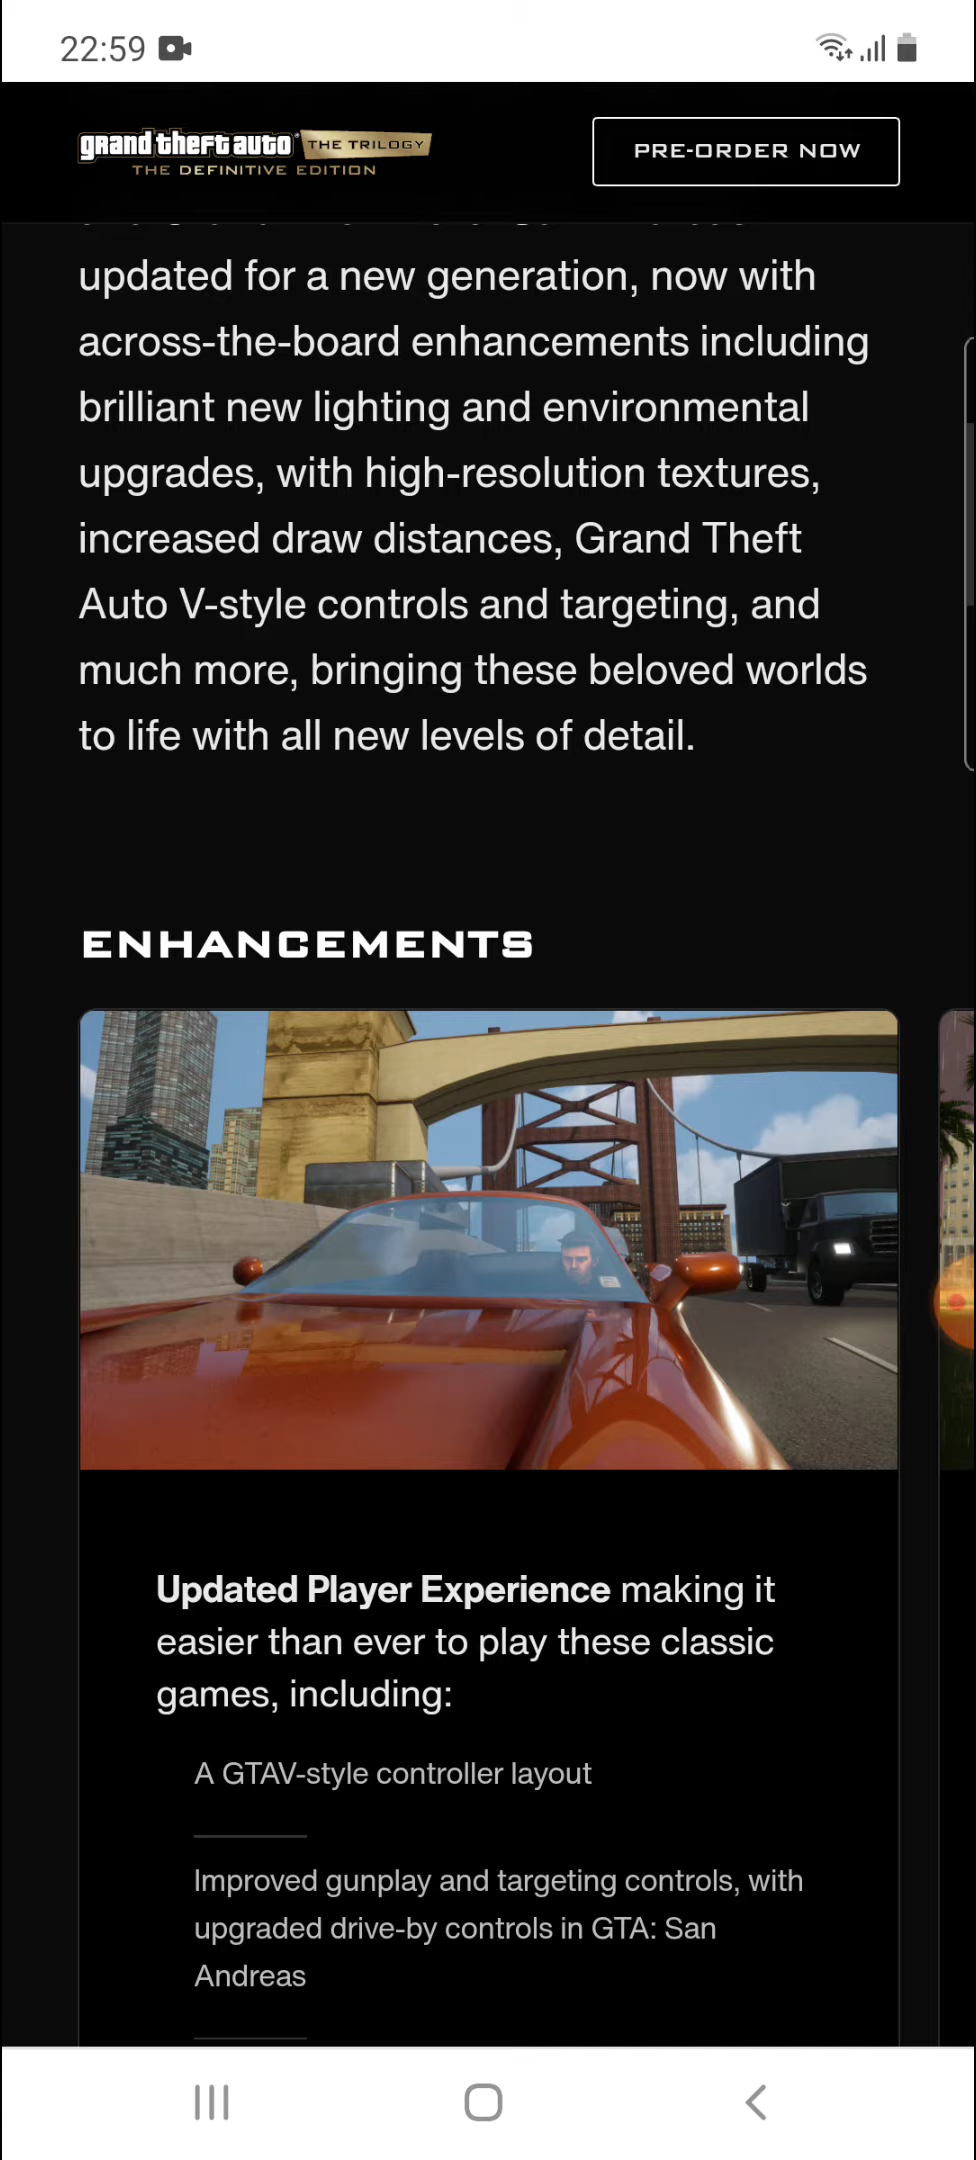 22:59
grand theft auto THE TRILOGY
THE DEFINITIVE EDITION
PRE-ORDER NOW
updated for a new generation, now with
across-the-board enhancements including
brilliant new lighting and environmental
upgrades, with high-resolution textures,
increased draw distances, Grand Theft
Auto V-style controls and targeting, and
much more, bringing these beloved worlds
to life with all new levels of detail.
ENHANCEMENTS
Updated Player Experience making it
easier than ever to play these classic
games, including:
A GTAV-style controller layout
Improved gunplay and targeting controls, with
upgraded drive-by controls in GTA: San
Andreas